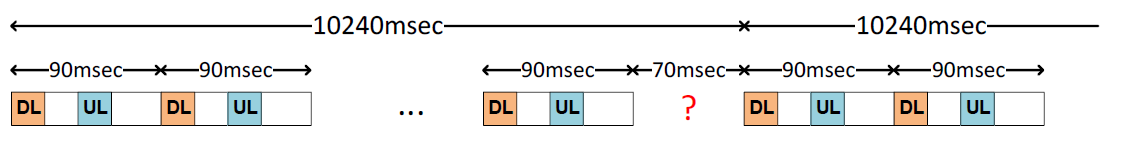 10240msec 10240msec
90msec 90msec 90msec 70msec 90msec 90msec
DL UL DL UL ... DL UL ? DL UL DL UL